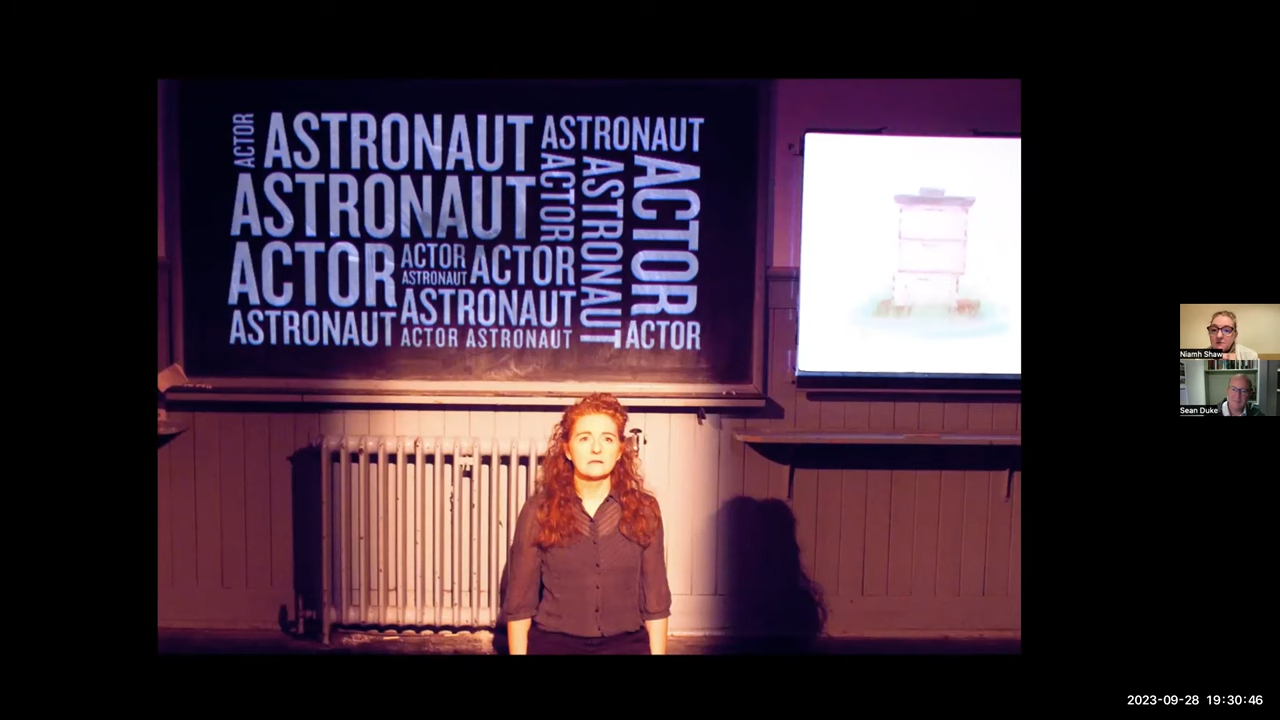 ACTOR ASTRONAUT ASTRONAUT
ASTRONAUT ACTOR ASTRONAUT ACTOR
ACTOR ACTOR ACTOR
ASTRONAUT
ASTRONAUT ASTRONAUT
ACTOR ASTRONAUT ACTOR
Niamh Shaw
Sean Duke
2023-09-28 19:30:46